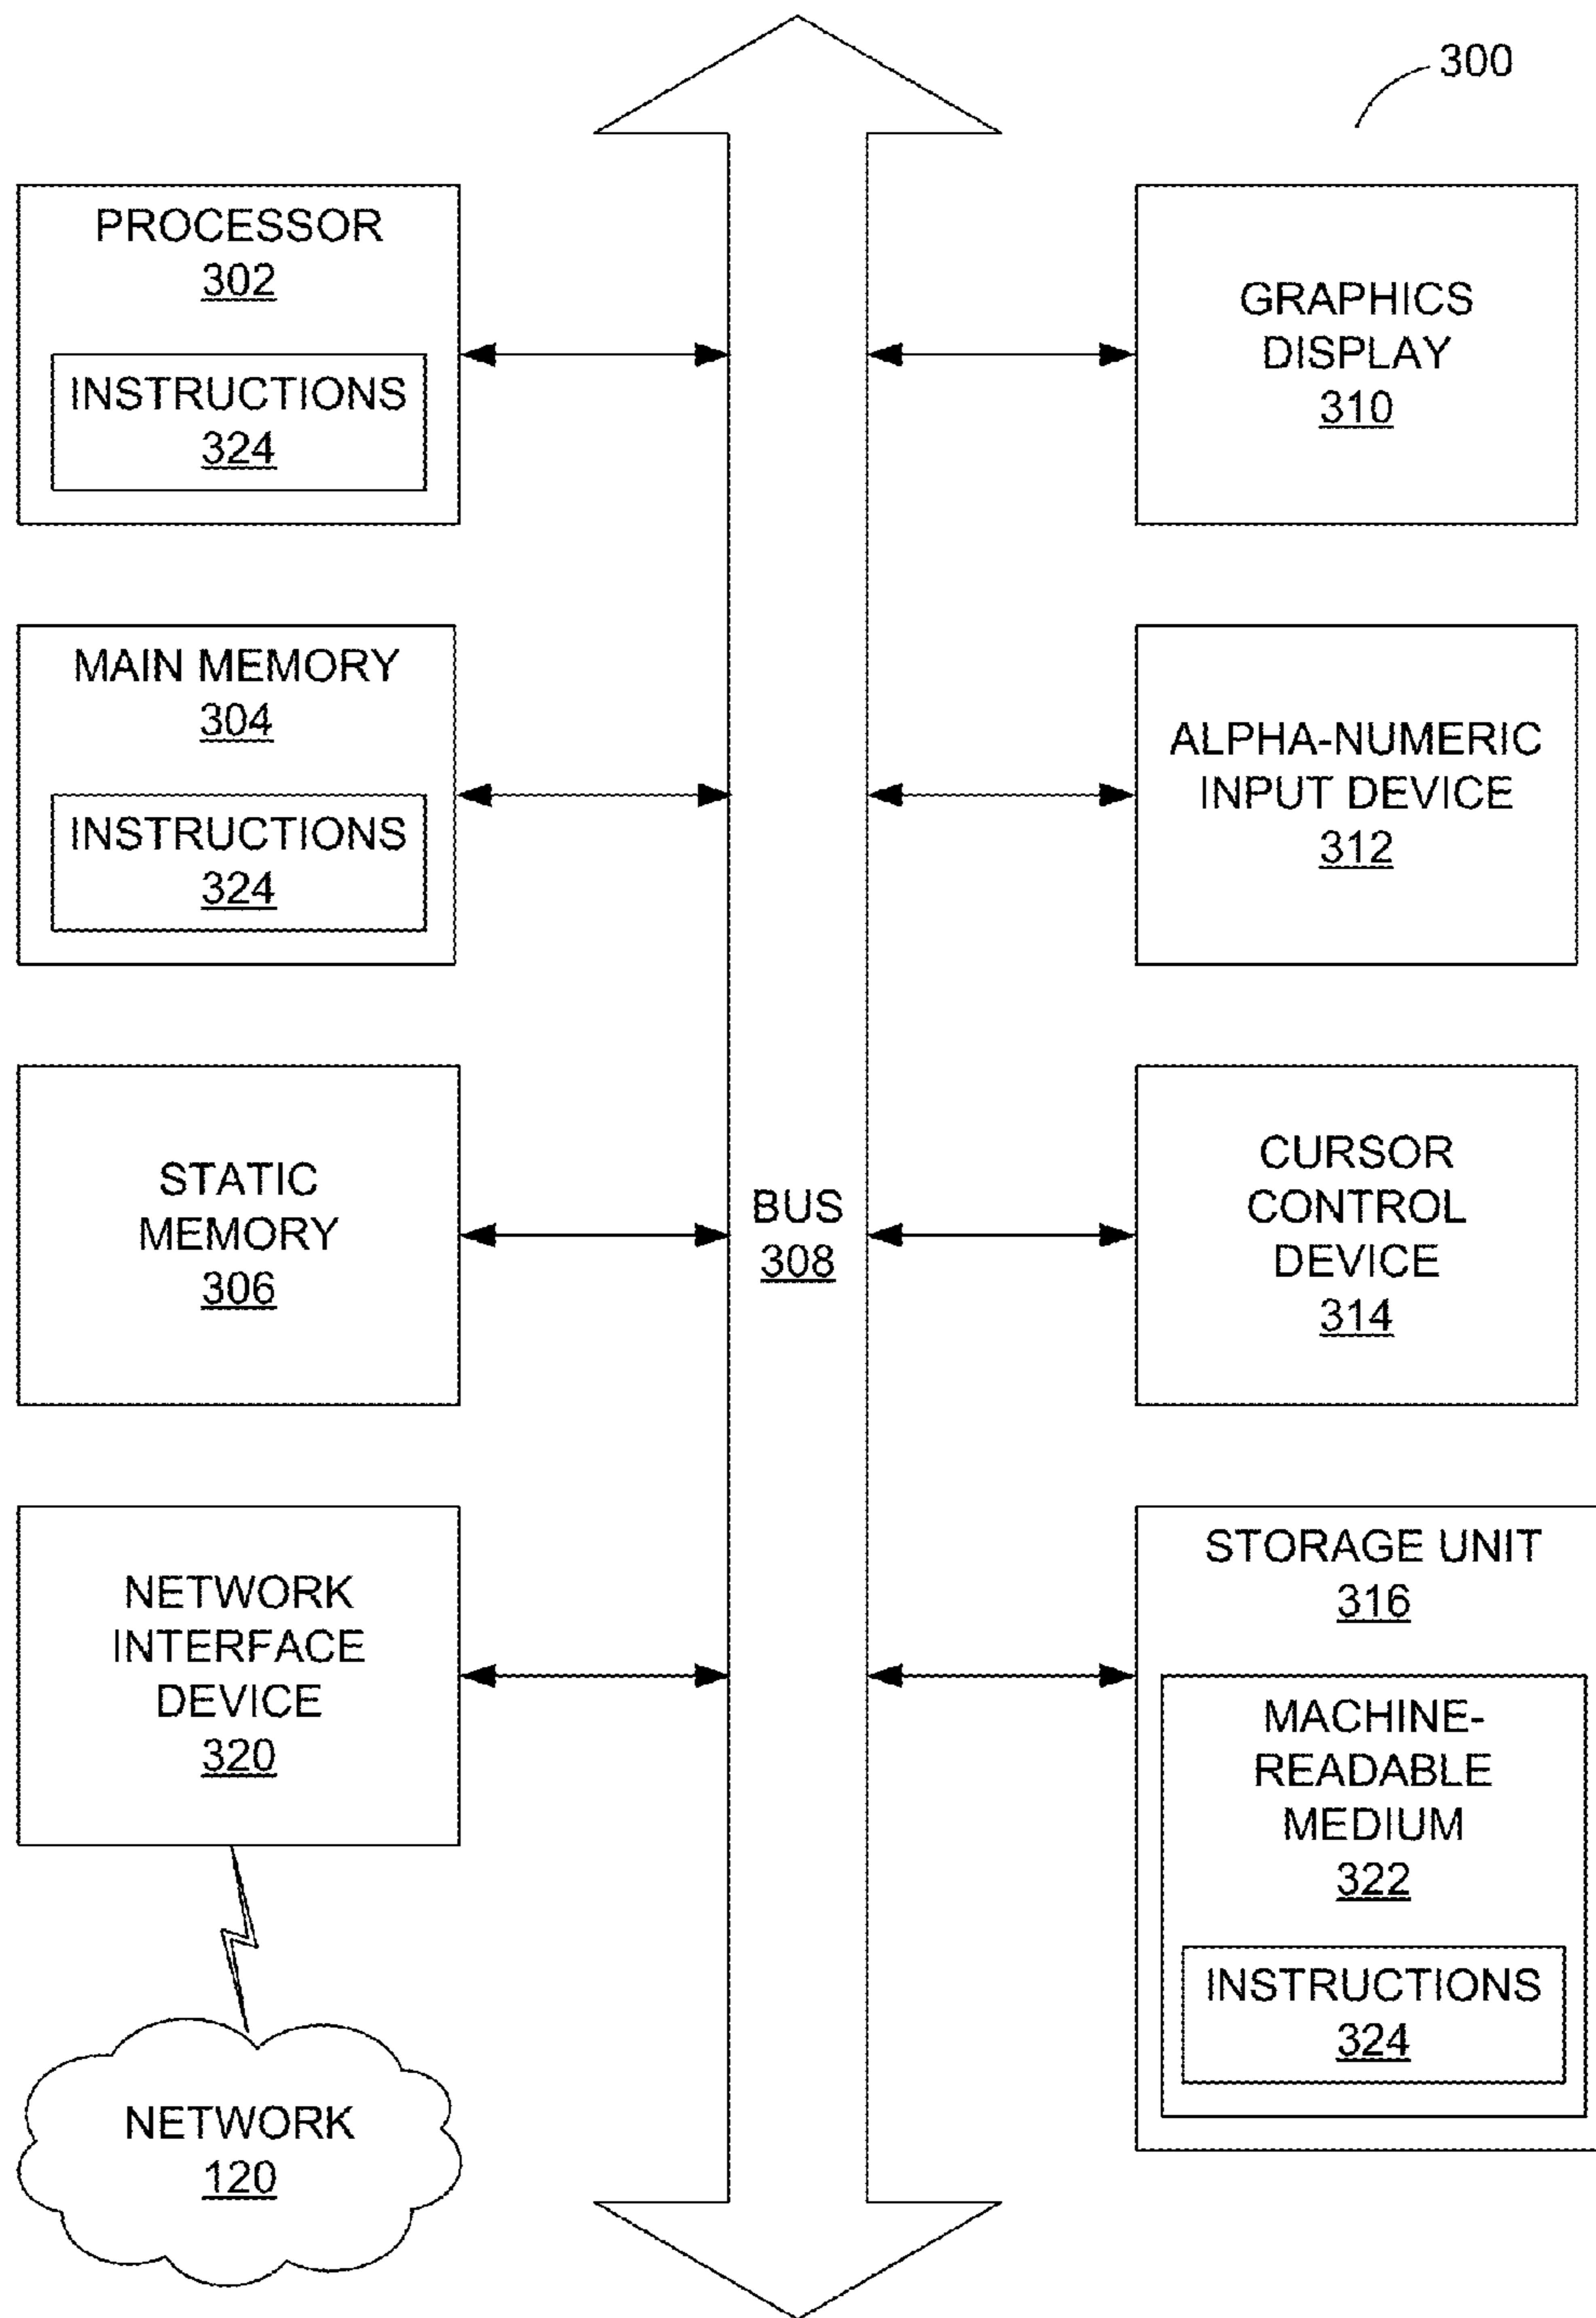 300
PROCESSOR
302
INSTRUCTIONS
324
GRAPHICS
DISPLAY
310
MAIN MEMORY
304
INSTRUCTIONS
324
ALPHA-NUMERIC
INPUT DEVICE
312
STATIC
MEMORY
306
BUS
308
CURSOR
CONTROL
DEVICE
314
NETWORK
INTERFACE
DEVICE
320
STORAGE UNIT
316
MACHINE-
READABLE
MEDIUM
322
INSTRUCTIONS
324
NETWORK
120